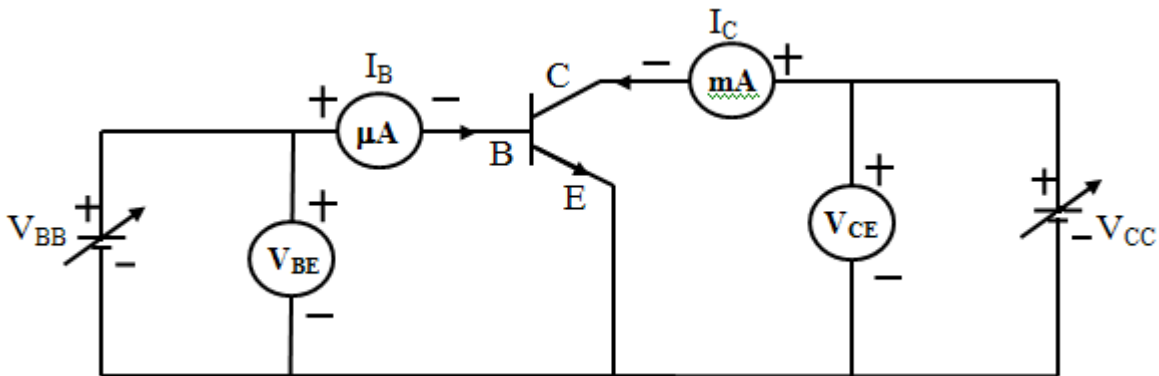 I_C
− mA +
C
I_B
+ μA −
B
E
V_BB + -
+ V_BE −
+ V_CE −
+ - V_CC